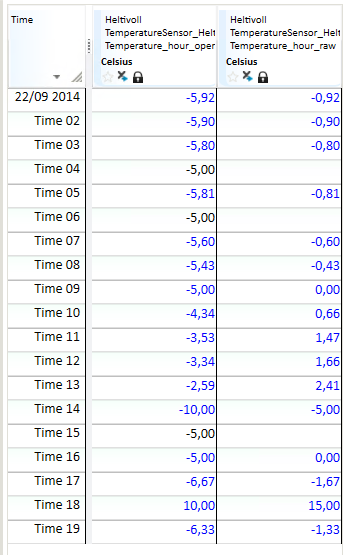 Time Heltivoll Heltivoll
TemperatureSensor_Helt TemperatureSensor_Helt
Temperature_hour_oper Temperature_hour_raw
Celsius Celsius
22/09 2014 -5,92 -0,92
Time 02 -5,90 -0,90
Time 03 -5,80 -0,80
Time 04 -5,00
Time 05 -5,81 -0,81
Time 06 -5,00
Time 07 -5,60 -0,60
Time 08 -5,43 -0,43
Time 09 -5,00 0,00
Time 10 -4,34 0,66
Time 11 -3,53 1,47
Time 12 -3,34 1,66
Time 13 -2,59 2,41
Time 14 -10,00 -5,00
Time 15 -5,00
Time 16 -5,00 0,00
Time 17 -6,67 -1,67
Time 18 10,00 15,00
Time 19 -6,33 -1,33